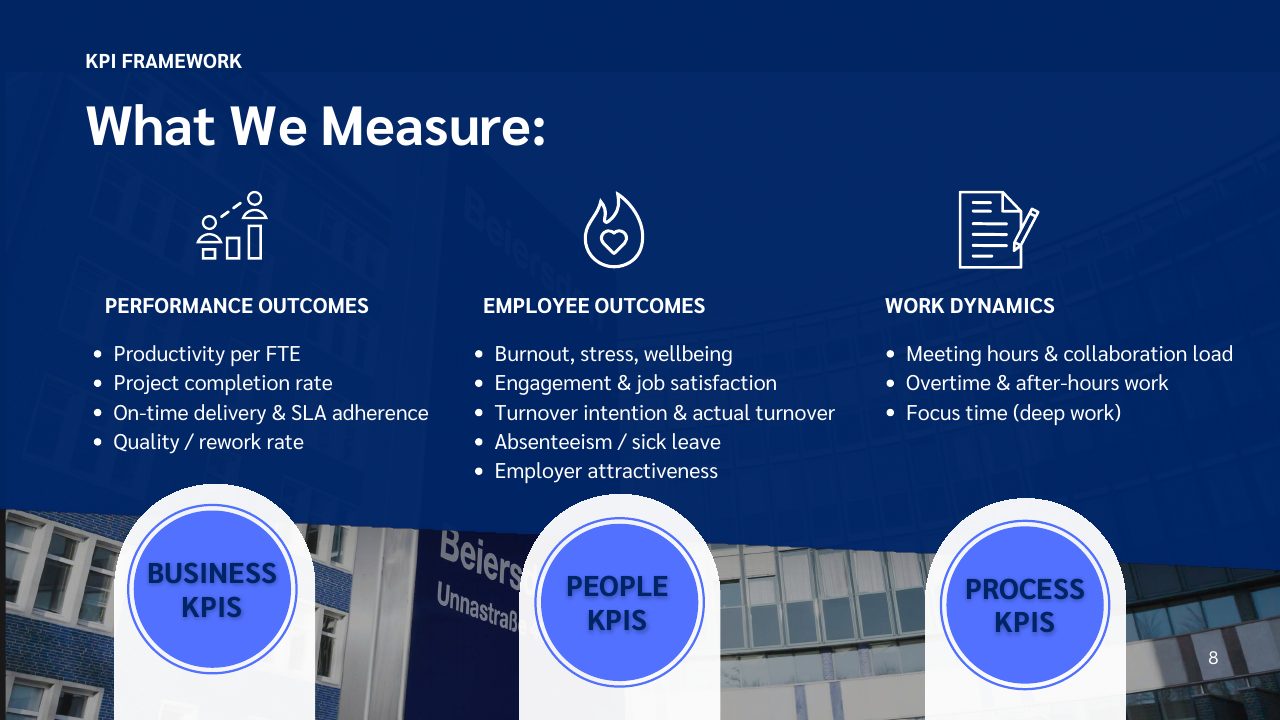 KPI FRAMEWORK
What We Measure:
PERFORMANCE OUTCOMES
• Productivity per FTE
• Project completion rate
• On-time delivery & SLA adherence
• Quality / rework rate
EMPLOYEE OUTCOMES
• Burnout, stress, wellbeing
• Engagement & job satisfaction
• Turnover intention & actual turnover
• Absenteeism / sick leave
• Employer attractiveness
WORK DYNAMICS
• Meeting hours & collaboration load
• Overtime & after-hours work
• Focus time (deep work)
BUSINESS
KPIS
PEOPLE
KPIS
PROCESS
KPIS
Beiersdorf
Beiers
Unnastraße
8